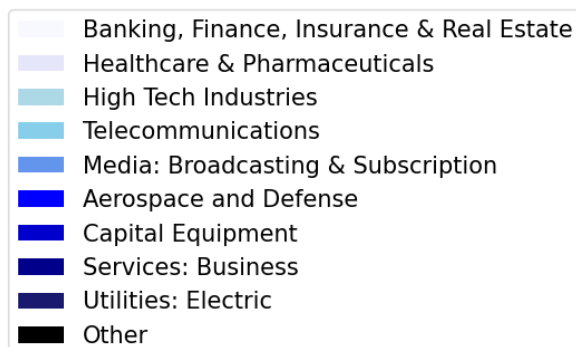 Banking, Finance, Insurance & Real Estate
Healthcare & Pharmaceuticals
High Tech Industries
Telecommunications
Media: Broadcasting & Subscription
Aerospace and Defense
Capital Equipment
Services: Business
Utilities: Electric
Other